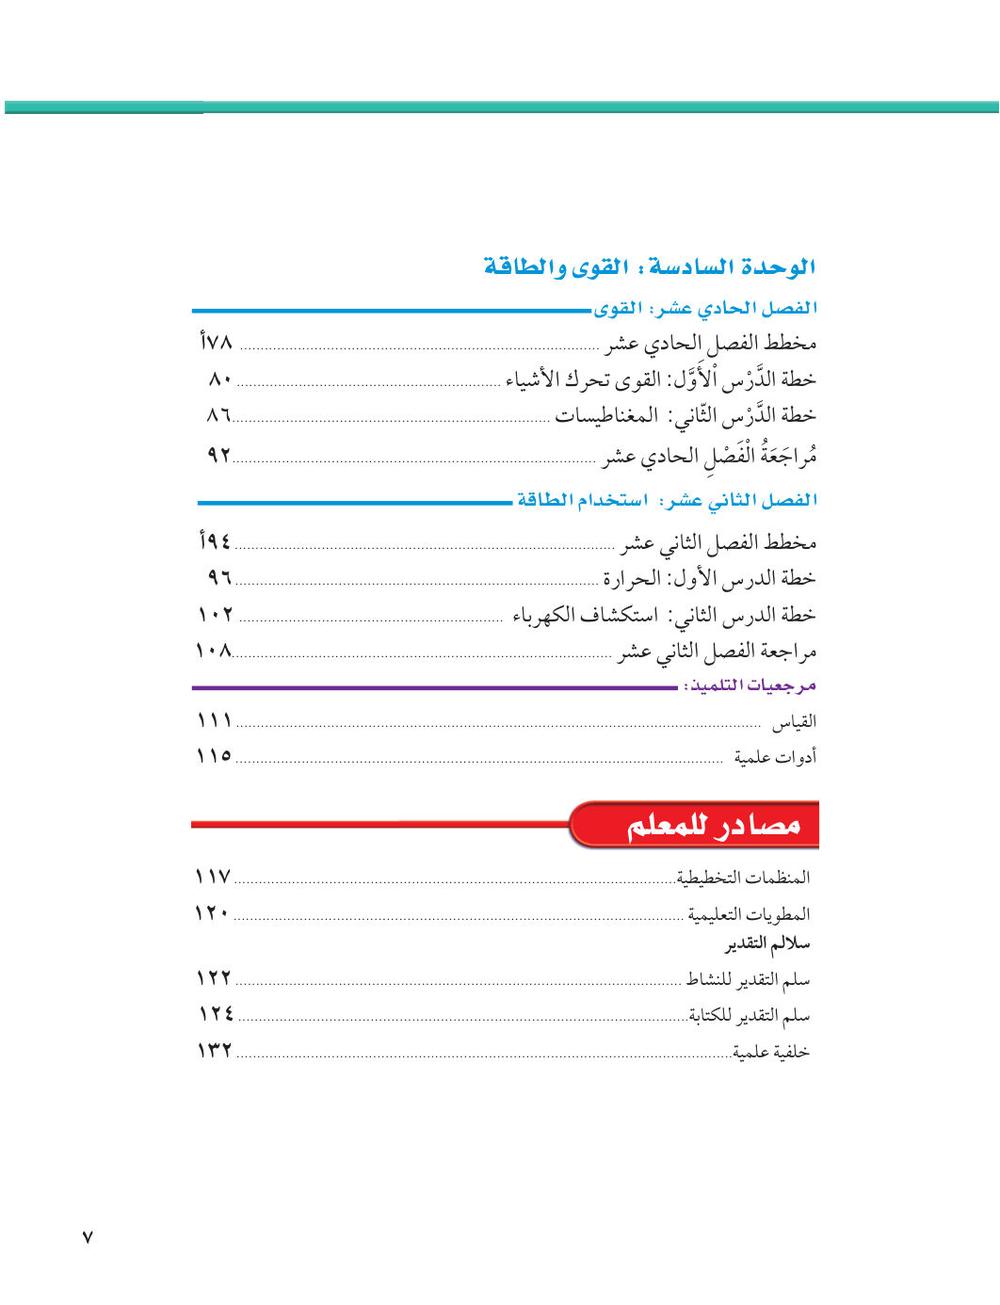 الوحدة السادسة: القوى والطاقة
الفصل الحادي عشر: القوى
مخطط الفصل الحادي عشر ........ ٧٨أ
خطة الدَّرْس اْلأَوَّل: القوى تحرك الأشياء ........ ٨٠
خطة الدَّرْس الثّاني: المغناطيسات ........ ٨٦
مُراجَعَةُ الْفَصْلِ الحادي عشر ........ ٩٢
الفصل الثاني عشر: استخدام الطاقة
مخطط الفصل الثاني عشر ........ ٩٤أ
خطة الدرس الأول: الحرارة ........ ٩٦
خطة الدرس الثاني: استكشاف الكهرباء ........ ١٠٢
مراجعة الفصل الثاني عشر ........ ١٠٨
مرجعيات التلميذ:
القياس ........ ١١١
أدوات علمية ........ ١١٥
مصادر للمعلم
المنظمات التخطيطية ........ ١١٧
المطويات التعليمية ........ ١٢٠
سلالم التقدير
سلم التقدير للنشاط ........ ١٢٢
سلم التقدير للكتابة ........ ١٢٤
خلفية علمية ........ ١٣٢
٧